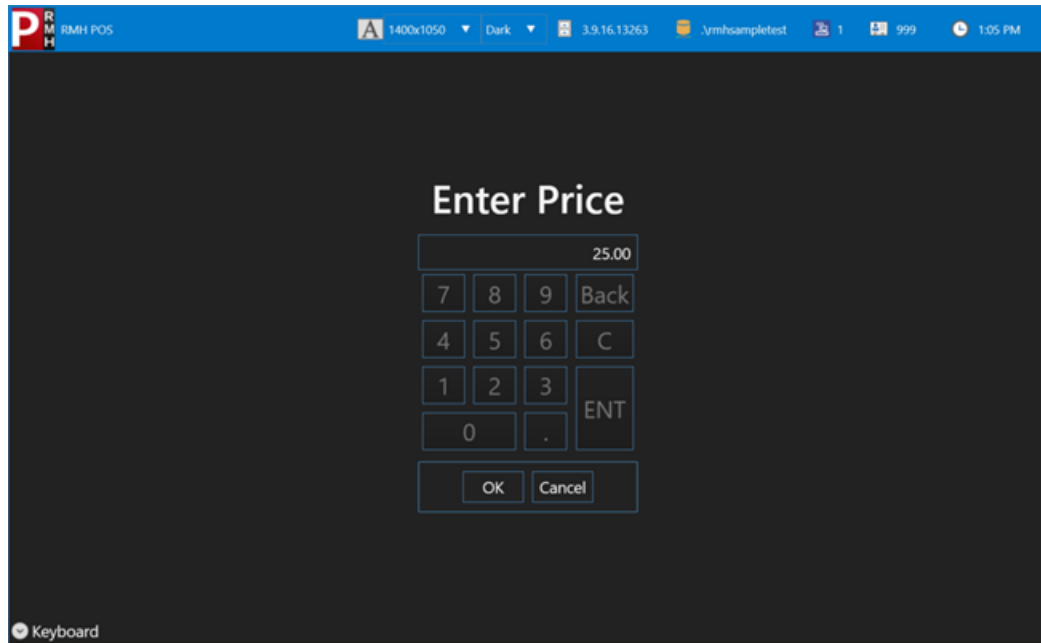 P RMH RMH POS A 1400x1050 Dark 3.9.16.13263 .\rmhsampletest 1 999 1:05 PM
Enter Price
25.00
7 8 9 Back
4 5 6 C
1 2 3
ENT
0 .
OK Cancel
Keyboard